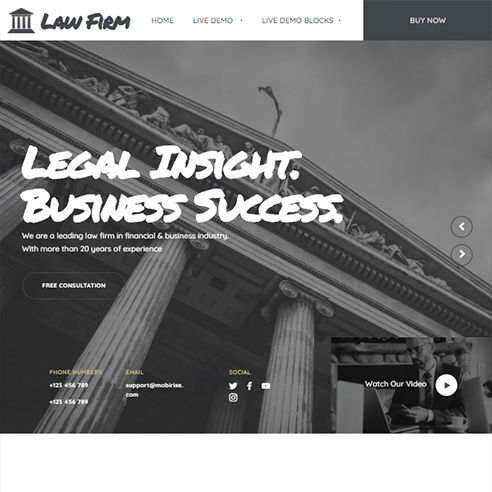 Law Firm
HOME
LIVE DEMO
LIVE DEMO BLOCKS
BUY NOW
Legal Insight.
Business Success.
We are a leading law firm in financial & business industry.
With more than 20 years of experience
FREE CONSULTATION
PHONE NUMBERS
+123 456 789
+123 456 789
EMAIL
support@mobirise.
com
SOCIAL
Watch Our Video